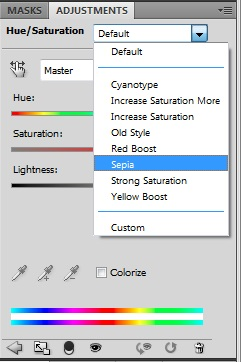 MASKS ADJUSTMENTS
Hue/Saturation Default
Default
Master
Cyanotype
Hue:
Increase Saturation More
Increase Saturation
Old Style
Saturation:
Red Boost
Sepia
Lightness:
Strong Saturation
Yellow Boost
Custom
Colorize